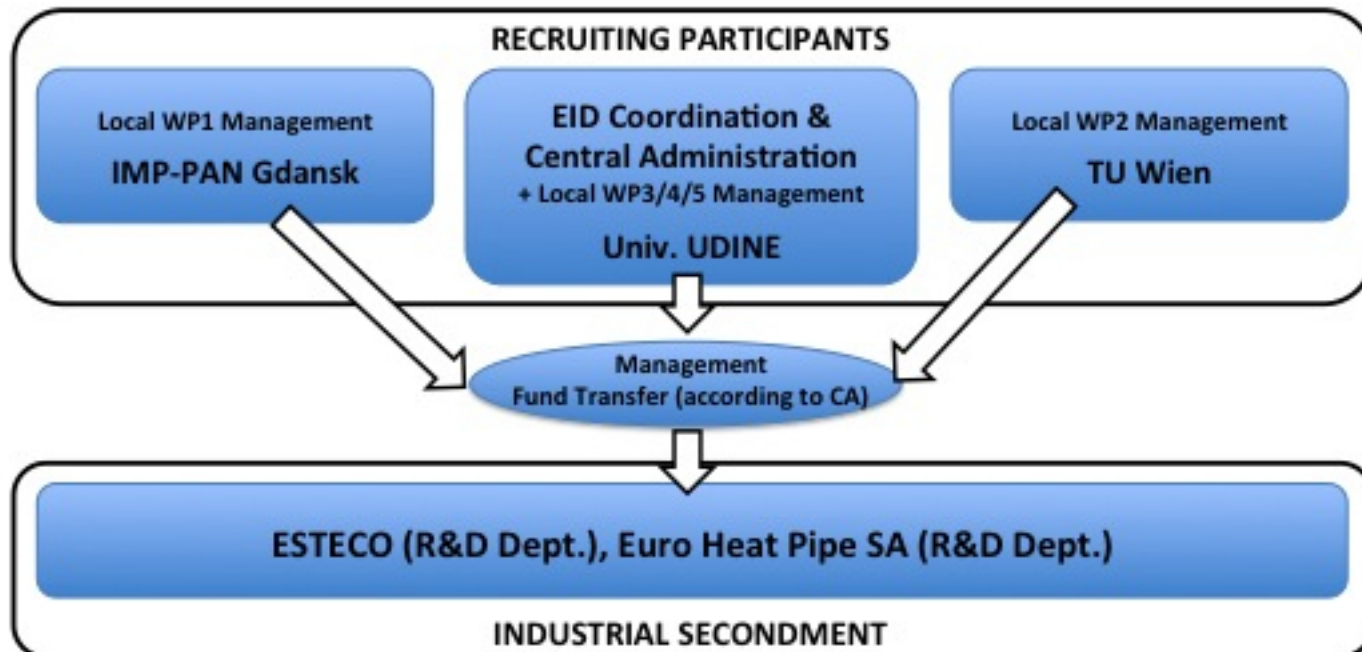 RECRUITING PARTICIPANTS
Local WP1 Management
IMP-PAN Gdansk
EID Coordination &
Central Administration
+ Local WP3/4/5 Management
Univ. UDINE
Local WP2 Management
TU Wien
Management
Fund Transfer (according to CA)
ESTECO (R&D Dept.), Euro Heat Pipe SA (R&D Dept.)
INDUSTRIAL SECONDMENT